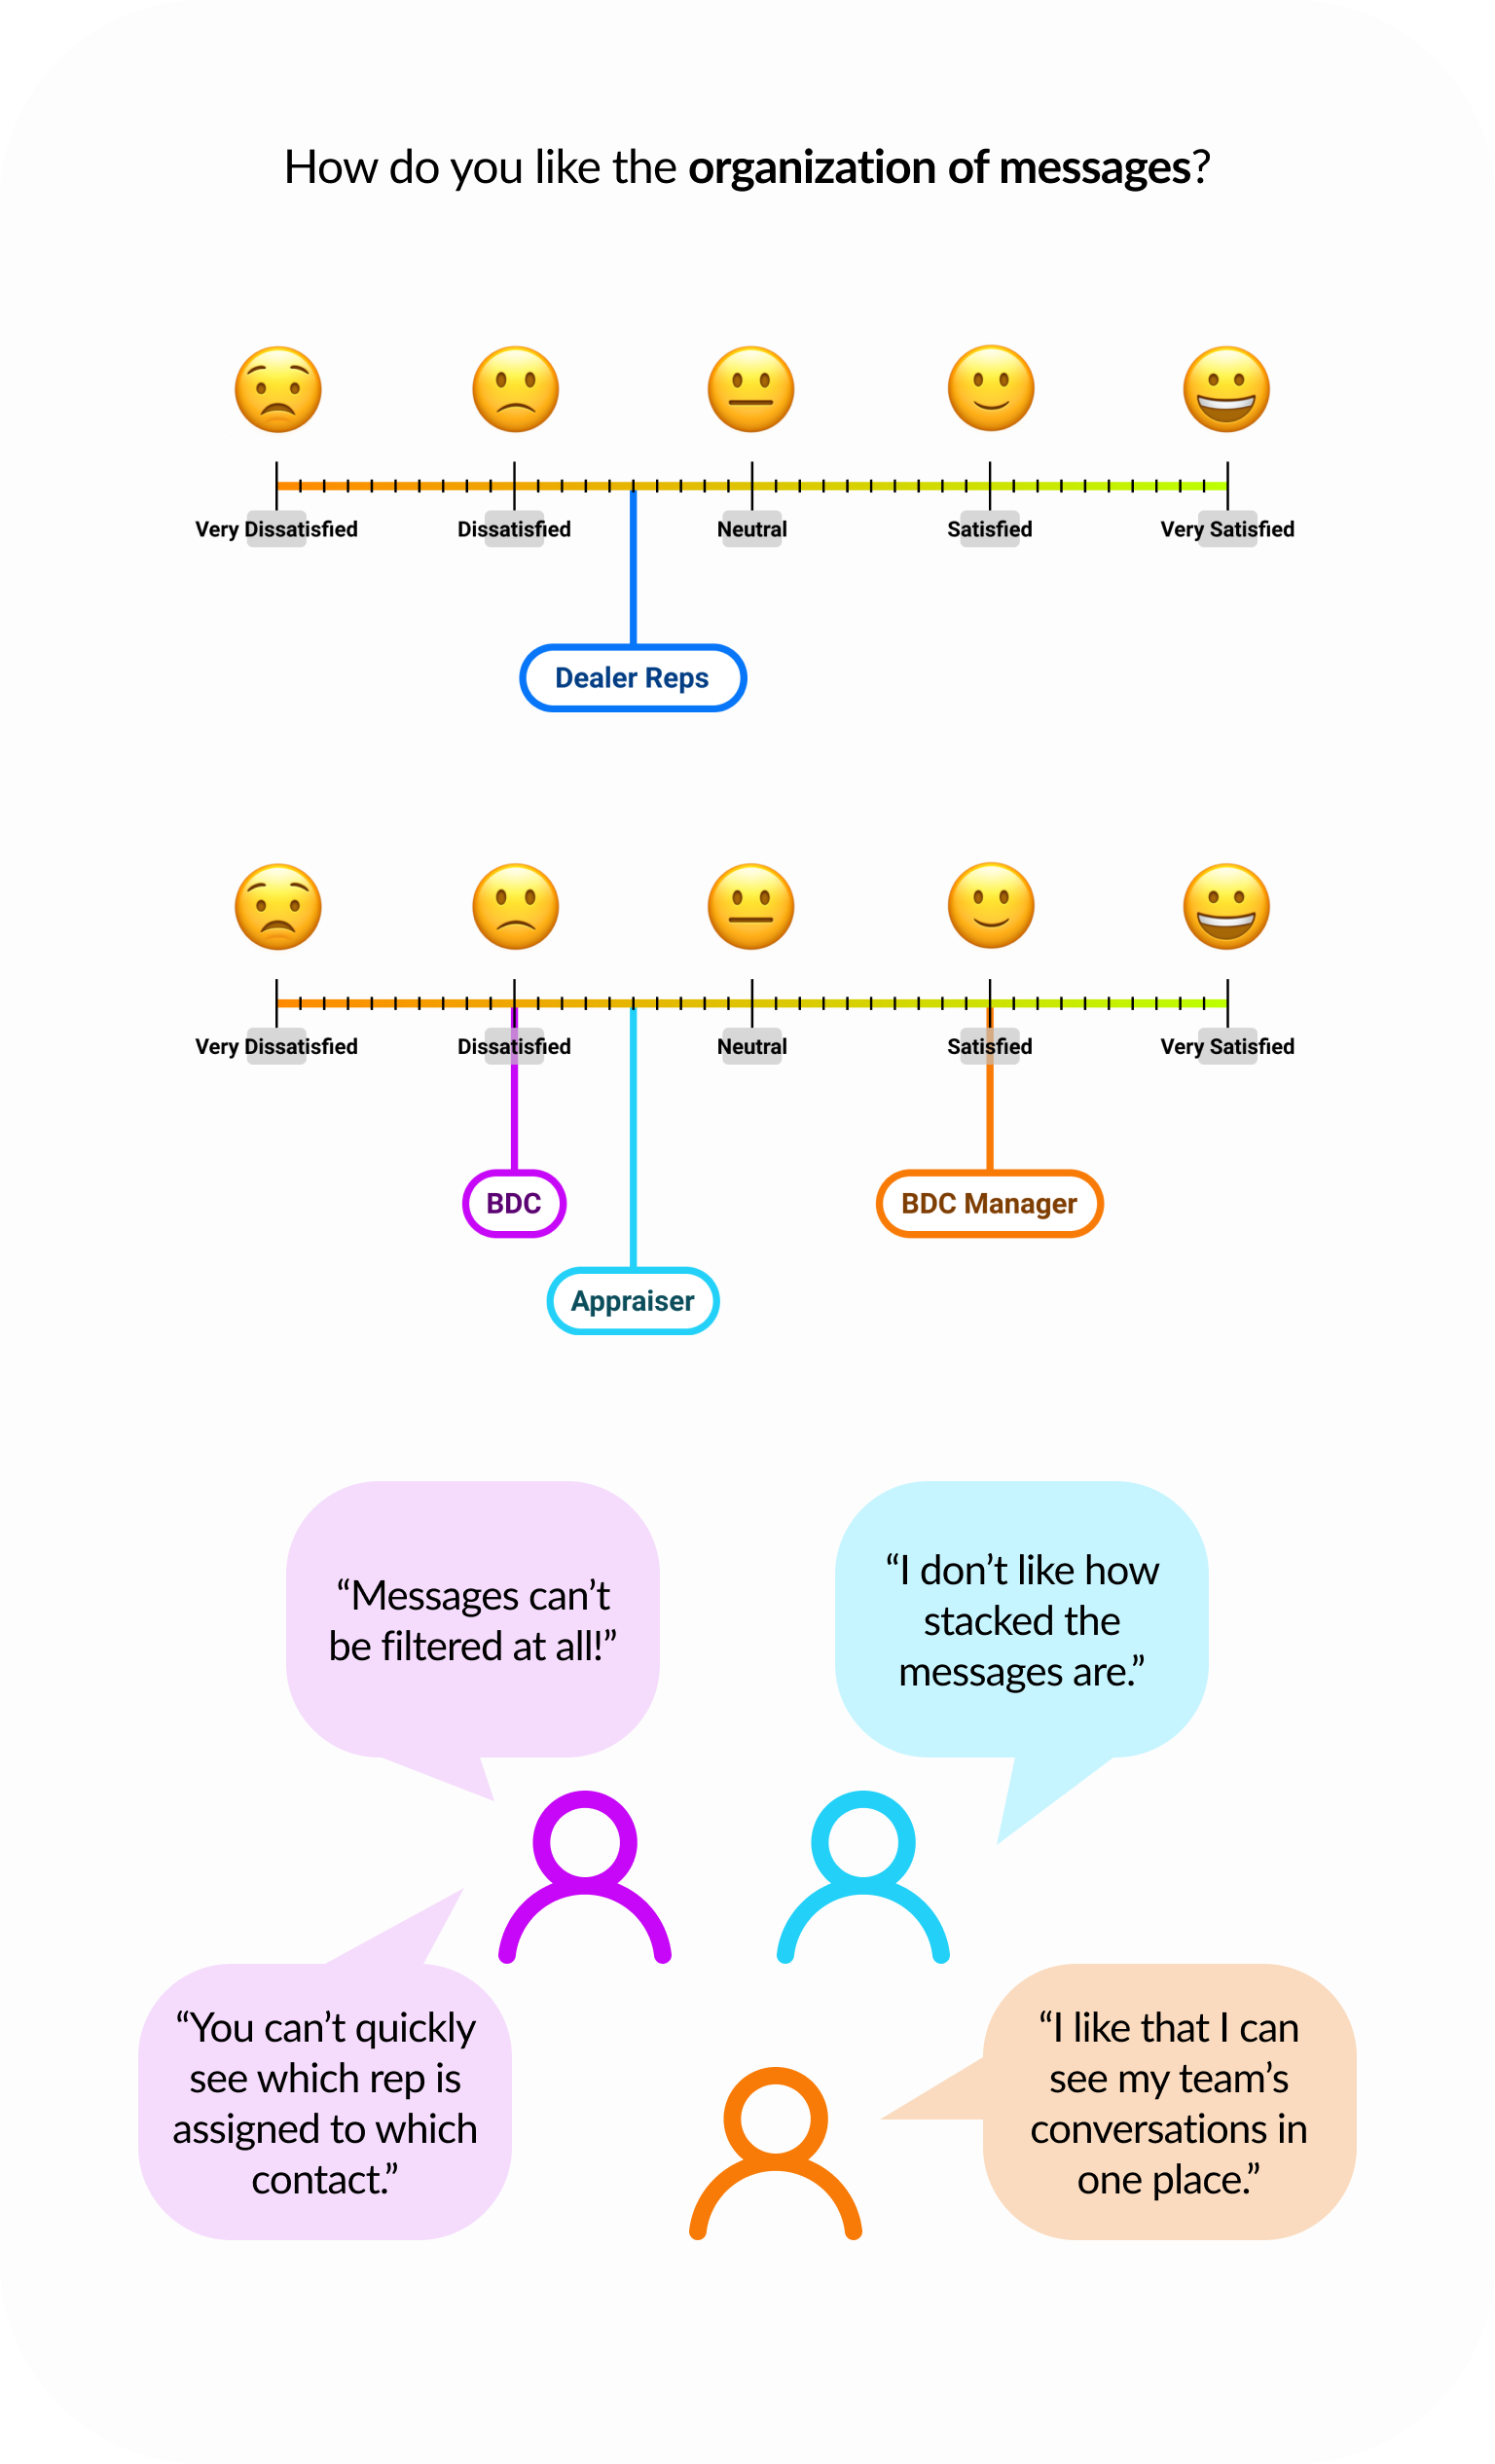 How do you like the organization of messages?
Very Dissatisfied
Dissatisfied
Neutral
Satisfied
Very Satisfied
Dealer Reps
Very Dissatisfied
Dissatisfied
Neutral
Satisfied
Very Satisfied
BDC
BDC Manager
Appraiser
“Messages can’t
be filtered at all!”
“I don’t like how
stacked the
messages are.”
“You can’t quickly
see which rep is
assigned to which
contact.”
“I like that I can
see my team’s
conversations in
one place.”